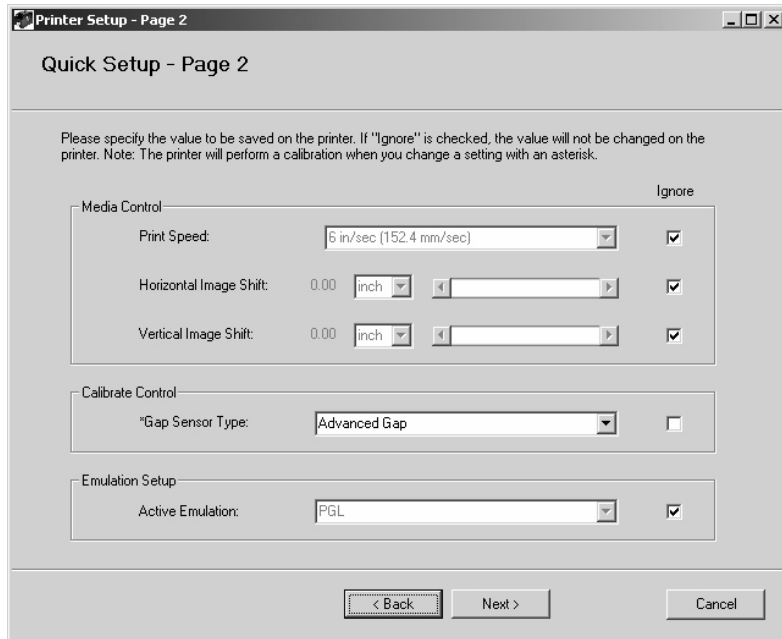 Printer Setup - Page 2
Quick Setup - Page 2
Please specify the value to be saved on the printer. If "Ignore" is checked, the value will not be changed on the
printer. Note: The printer will perform a calibration when you change a setting with an asterisk.
Ignore
Media Control
Print Speed: 6 in/sec (152.4 mm/sec)
Horizontal Image Shift: 0.00 inch
Vertical Image Shift: 0.00 inch
Calibrate Control
*Gap Sensor Type: Advanced Gap
Emulation Setup
Active Emulation: PGL
< Back Next > Cancel